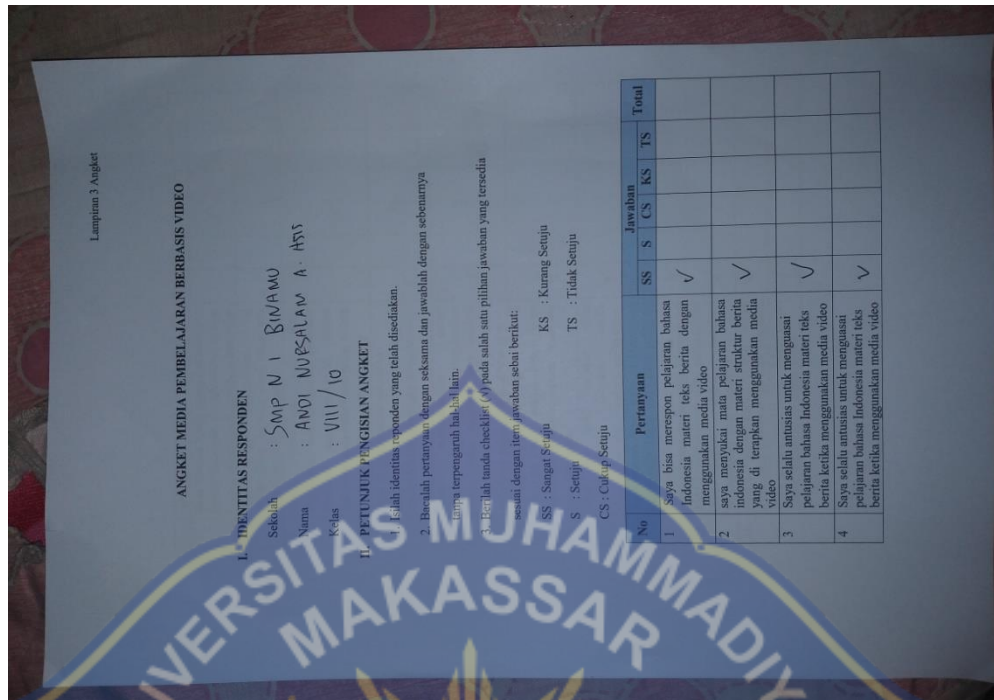 Lampiran 3 Angket
ANGKET MEDIA PEMBELAJARAN BERBASIS VIDEO
I. IDENTITAS RESPONDEN
Sekolah : SMP N 1 BINAMU
Nama : ANDI NURSALAM A. ASIS
Kelas : VIII/10
II. PETUNJUK PENGISIAN ANGKET
1. Isilah identitas reponden yang telah disediakan.
2. Bacalah pertanyaan dengan seksama dan jawablah dengan sebenarnya
tanpa terpengaruh hal-hal lain.
3. Berilah tanda checklist (√) pada salah satu pilihan jawaban yang tersedia
sesuni dengan item jawaban sebai berikut:
SS : Sangat Setuju KS : Kurang Setuju
S : Setuju TS : Tidak Setuju
CS : Cukup Setuju
No Pertanyaan Jawaban Total
SS S CS KS TS
1 Saya bisa merespon pelajaran bahasa ✓
Indonesia materi teks berita dengan
menggunakan media video
2 saya menyukai mata pelajaran bahasa ✓
indonesia dengan materi struktur berita
yang di terapkan menggunakan media
video
3 Saya selalu antusias untuk menguasai ✓
pelajaran bahasa Indonesia materi teks
berita ketika menggunakan media video
4 Saya selalu antusias untuk menguasai ✓
pelajaran bahasa Indonesia materi teks
berita ketika menggunakan media video
VERSITAS MUHAMMADIY
MAKASSAR